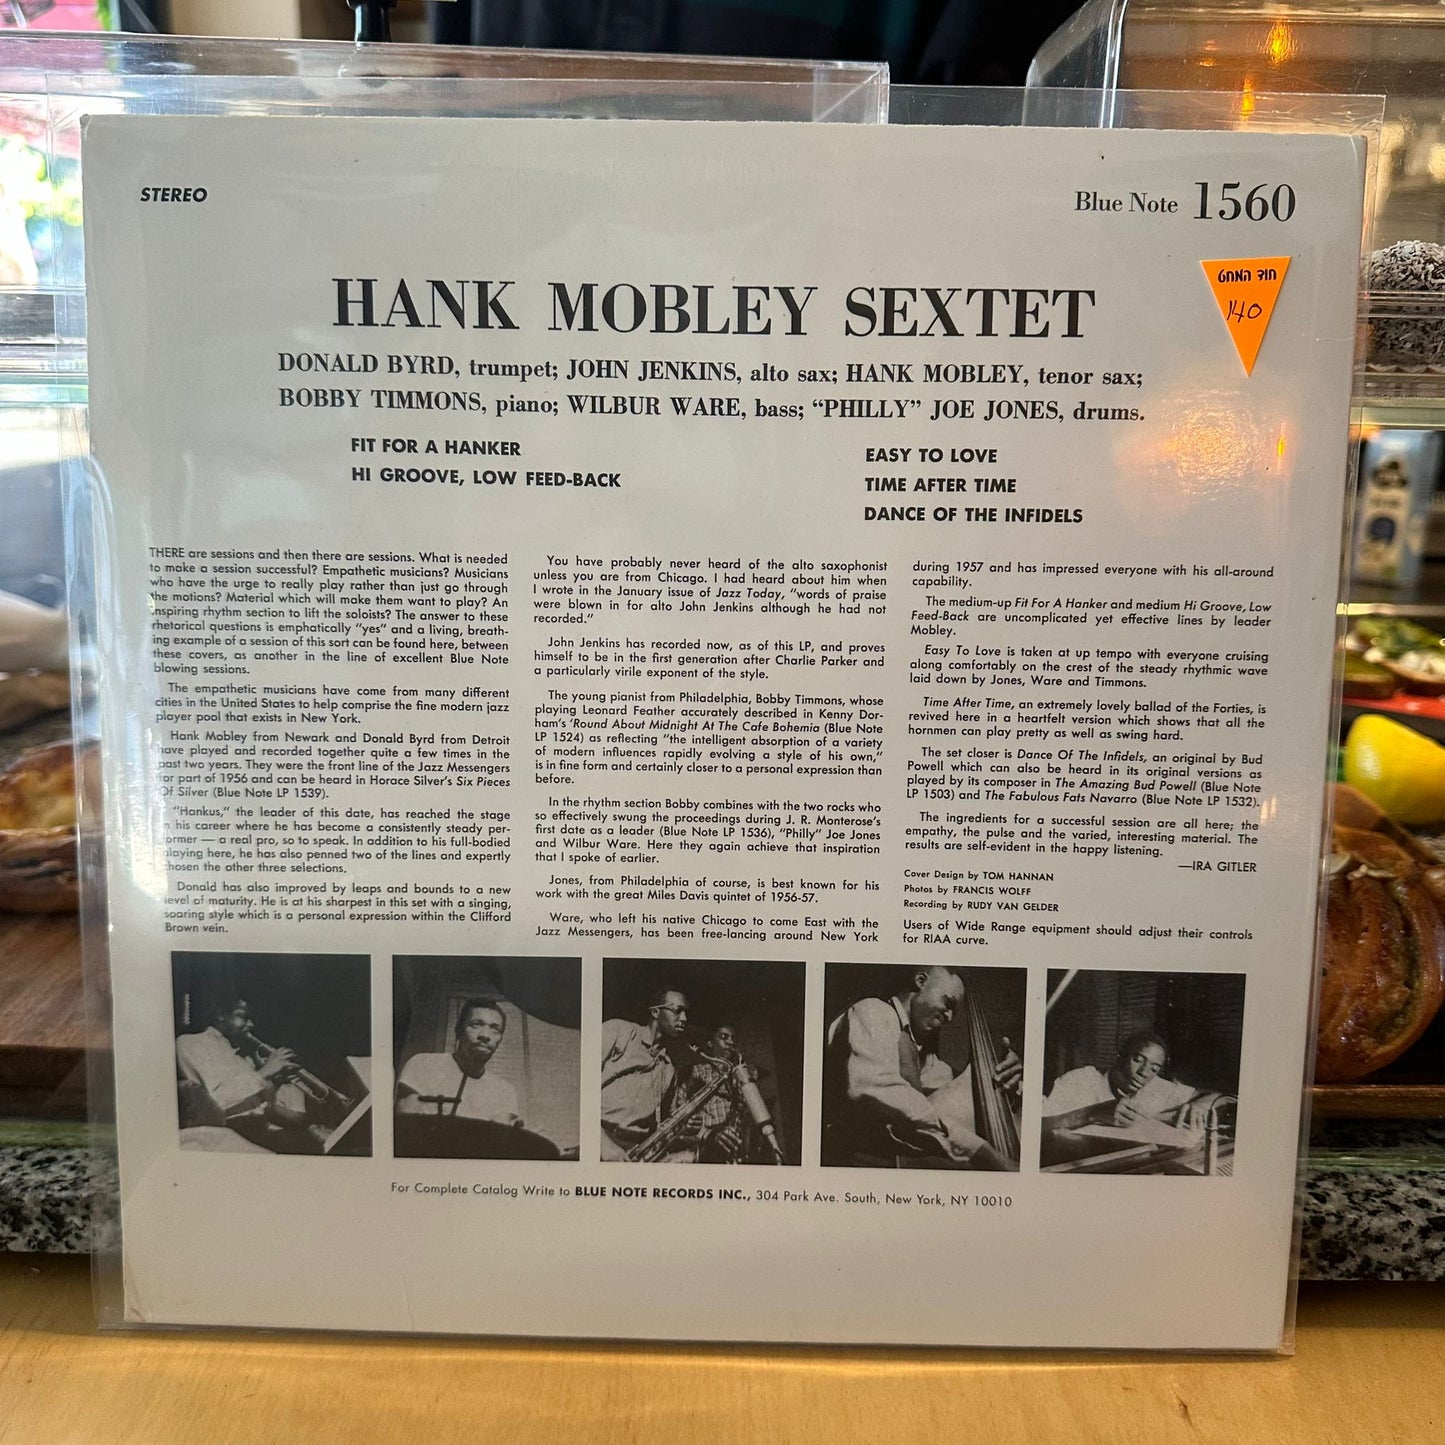 STEREO
Blue Note 1560
חוד המחט
140
HANK MOBLEY SEXTET
DONALD BYRD, trumpet; JOHN JENKINS, alto sax; HANK MOBLEY, tenor sax;
BOBBY TIMMONS, piano; WILBUR WARE, bass; “PHILLY” JOE JONES, drums.
FIT FOR A HANKER
HI GROOVE, LOW FEED-BACK
EASY TO LOVE
TIME AFTER TIME
DANCE OF THE INFIDELS
THERE are sessions and then there are sessions. What is needed
to make a session successful? Empathetic musicians? Musicians
who have the urge to really play rather than just go through
the motions? Material which will make them want to play? An
inspiring rhythm section to lift the soloists? The answer to these
rhetorical questions is emphatically “yes” and a living, breath-
ing example of a session of this sort can be found here, between
these covers, as another in the line of excellent Blue Note
blowing sessions.
The empathetic musicians have come from many different
cities in the United States to help comprise the fine modern jazz
player pool that exists in New York.
Hank Mobley from Newark and Donald Byrd from Detroit
have played and recorded together quite a few times in the
past two years. They were the front line of the Jazz Messengers
for part of 1956 and can be heard in Horace Silver’s Six Pieces
Of Silver (Blue Note LP 1539).
“Hankus,” the leader of this date, has reached the stage
in his career where he has become a consistently steady per-
former — a real pro, so to speak. In addition to his full-bodied
playing here, he has also penned two of the lines and expertly
chosen the other three selections.
Donald has also improved by leaps and bounds to a new
level of maturity. He is at his sharpest in this set with a singing,
soaring style which is a personal expression within the Clifford
Brown vein.
You have probably never heard of the alto saxophonist
unless you are from Chicago. I had heard about him when
I wrote in the January issue of Jazz Today, “words of praise
were blown in for alto John Jenkins although he had not
recorded.”
John Jenkins has recorded now, as of this LP, and proves
himself to be in the first generation after Charlie Parker and
a particularly virile exponent of the style.
The young pianist from Philadelphia, Bobby Timmons, whose
playing Leonard Feather accurately described in Kenny Dor-
ham’s ‘Round About Midnight At The Cafe Bohemia (Blue Note
LP 1524) as reflecting “the intelligent absorption of a variety
of modern influences rapidly evolving a style of his own,”
is in fine form and certainly closer to a personal expression than
before.
In the rhythm section Bobby combines with the two rocks who
so effectively swung the proceedings during J. R. Monterose’s
first date as a leader (Blue Note LP 1536), “Philly” Joe Jones
and Wilbur Ware. Here they again achieve that inspiration
that I spoke of earlier.
Jones, from Philadelphia of course, is best known for his
work with the great Miles Davis quintet of 1956-57.
Ware, who left his native Chicago to come East with the
Jazz Messengers, has been free-lancing around New York
during 1957 and has impressed everyone with his all-around
capability.
The medium-up Fit For A Hanker and medium Hi Groove, Low
Feed-Back are uncomplicated yet effective lines by leader
Mobley.
Easy To Love is taken at up tempo with everyone cruising
along comfortably on the crest of the steady rhythmic wave
laid down by Jones, Ware and Timmons.
Time After Time, an extremely lovely ballad of the Forties, is
revived here in a heartfelt version which shows that all the
hornmen can play pretty as well as swing hard.
The set closer is Dance Of The Infidels, an original by Bud
Powell which can also be heard in its original versions as
played by its composer in The Amazing Bud Powell (Blue Note
LP 1503) and The Fabulous Fats Navarro (Blue Note LP 1532).
The ingredients for a successful session are all here; the
empathy, the pulse and the varied, interesting material. The
results are self-evident in the happy listening.
—IRA GITLER
Cover Design by TOM HANNAN
Photos by FRANCIS WOLFF
Recording by RUDY VAN GELDER
Users of Wide Range equipment should adjust their controls
for RIAA curve.
For Complete Catalog Write to BLUE NOTE RECORDS INC., 304 Park Ave. South, New York, NY 10010